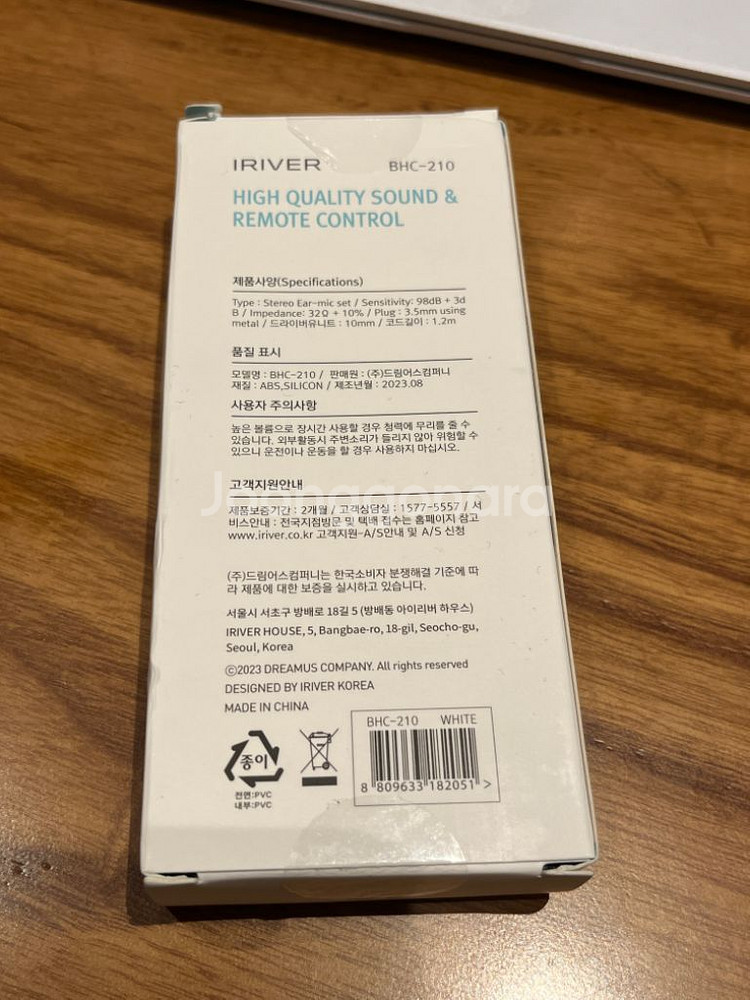 IRIVER BHC-210
HIGH QUALITY SOUND &
REMOTE CONTROL
제품사양(Specifications)
Type : Stereo Ear-mic set / Sensitivity: 98dB + 3d
B / Impedance: 32Ω + 10% / Plug : 3.5mm using
metal / 드라이버유니트 : 10mm / 코드길이 : 1.2m
품질 표시
모델명 : BHC-210 / 판매원 : (주)드림어스컴퍼니
재질 : ABS,SILICON / 제조년월 : 2023.08
사용자 주의사항
높은 볼륨으로 장시간 사용할 경우 청력에 무리를 줄 수
있습니다. 외부활동시 주변소리가 들리지 않아 위험할 수
있으니 운전이나 운동을 할 경우 사용하지 마십시오.
고객지원안내
Joonggonara
제품보증기간 : 2개월 / 고객상담실 : 1577-5557 / 서
비스안내 : 전국지점방문 및 택배 접수는 홈페이지 참고
www.iriver.co.kr 고객지원-A/S안내 및 A/S 신청
(주)드림어스컴퍼니는 한국소비자 분쟁해결 기준에 따
라 제품에 대한 보증을 실시하고 있습니다.
서울시 서초구 방배로 18길 5 (방배동 아이리버 하우스)
IRIVER HOUSE, 5, Bangbae-ro, 18-gil, Seocho-gu,
Seoul, Korea
©2023 DREAMUS COMPANY. All rights reserved
DESIGNED BY IRIVER KOREA
MADE IN CHINA
BHC-210 WHITE
종이
전면:PVC
내부:PVC
8 809633 182051 >